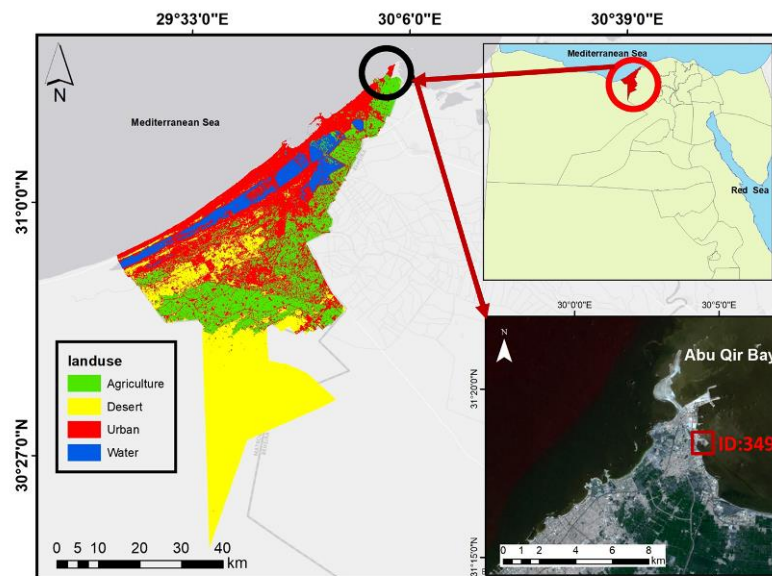 29°33'0"E
30°6'0"E
30°39'0"E
N
Mediterranean Sea
31°0'0"N
30°27'0"N
landuse
Agriculture
Desert
Urban
Water
0 5 10 20 30 40
km
Mediterranean Sea
Red Sea
30°0'0"E
30°5'0"E
N
Abu Qir Bay
31°20'0"N
ID:349
31°15'0"N
0 1 2 4 6 8
km